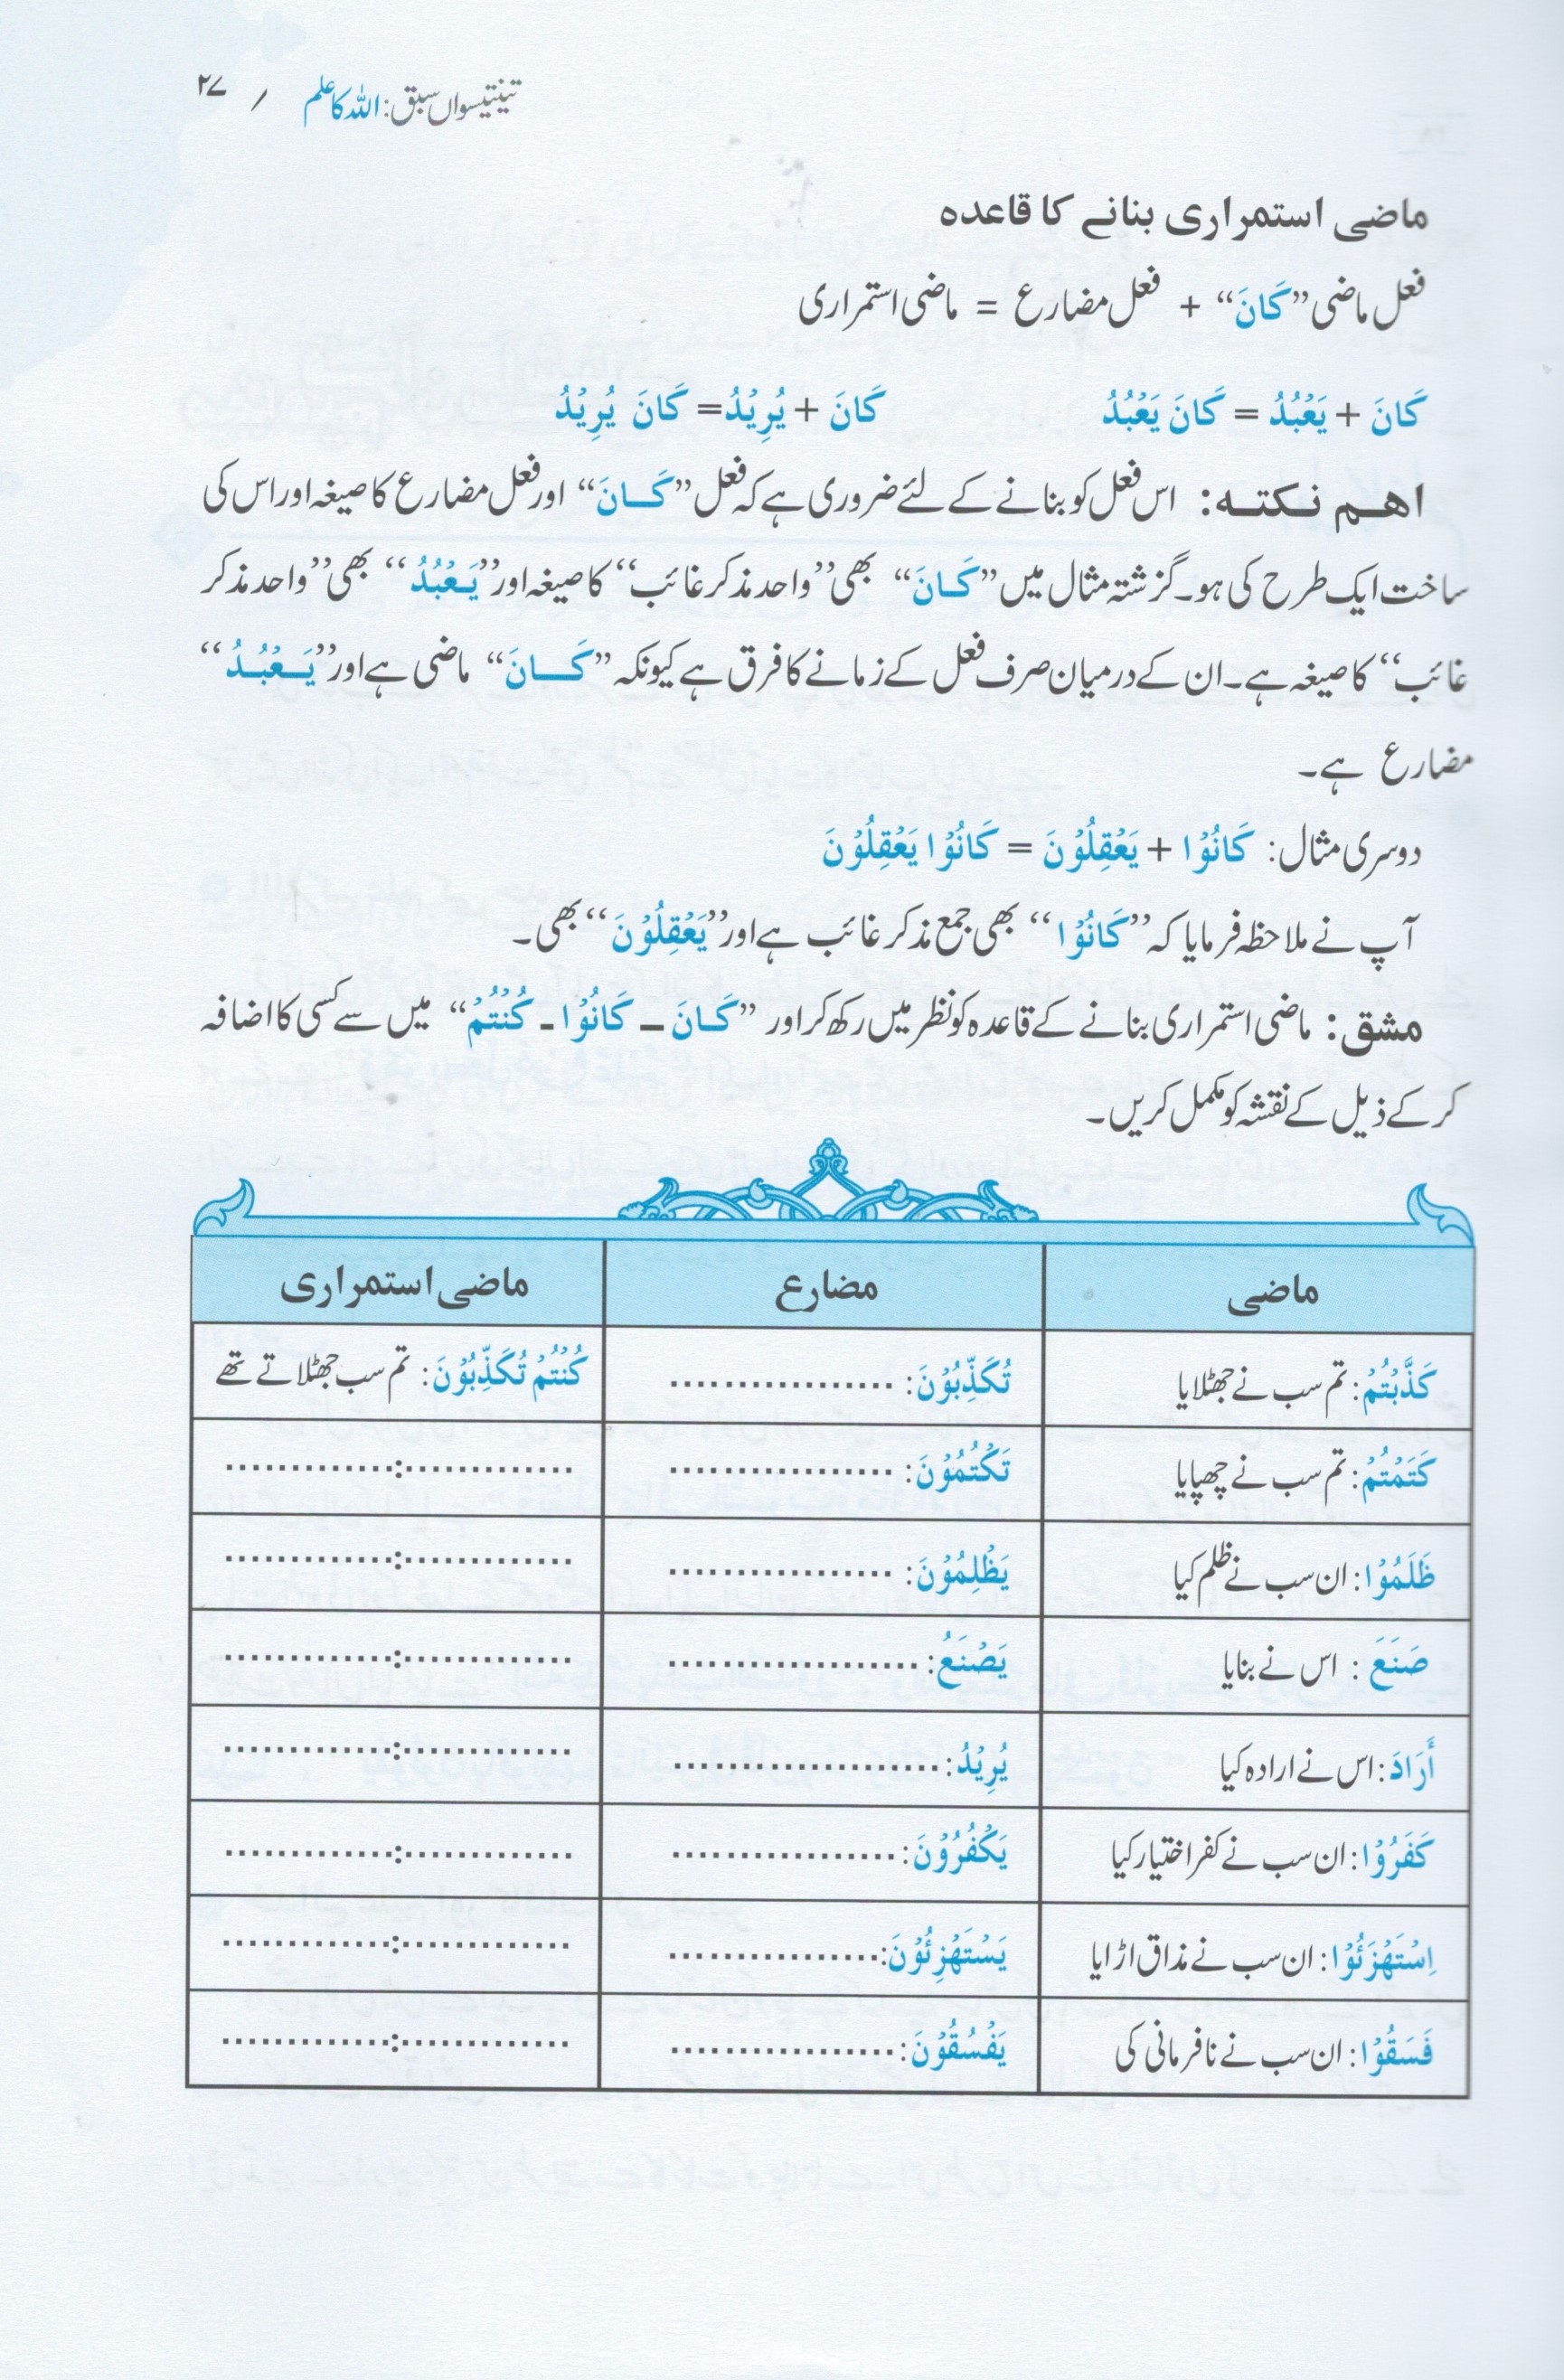 تینتیسواں سبق: اللہ کا علم / ۲۷
ماضی استمراری بنانے کا قاعدہ
فعل ماضی ”کَانَ“ + فعل مضارع = ماضی استمراری
کَانَ + یَعْبُدُ = کَانَ یَعْبُدُ کَانَ + یُرِیْدُ = کَانَ یُرِیْدُ
اہم نکتہ: اس فعل کو بنانے کے لئے ضروری ہے کہ فعل ”کَانَ“ اور فعل مضارع کا صیغہ اور اس کی
ساخت ایک طرح کی ہو۔ گزشتہ مثال میں ”کَانَ“ بھی ”واحد مذکر غائب“ کا صیغہ اور ”یَعْبُدُ“ بھی ”واحد مذکر
غائب“ کا صیغہ ہے۔ ان کے درمیان صرف فعل کے زمانے کا فرق ہے کیونکہ ”کَانَ“ ماضی ہے اور ”یَعْبُدُ“
مضارع ہے۔
دوسری مثال: کَانُوْا + یَعْقِلُوْنَ = کَانُوْا یَعْقِلُوْنَ
آپ نے ملاحظہ فرمایا کہ ”کَانُوْا“ بھی جمع مذکر غائب ہے اور ”یَعْقِلُوْنَ“ بھی۔
مشق: ماضی استمراری بنانے کے قاعدہ کو نظر میں رکھ کر اور ”کَانَ ۔ کَانُوْا ۔ کُنْتُمْ“ میں سے کسی کا اضافہ
کر کے ذیل کے نقشہ کو مکمل کریں۔
ماضی مضارع ماضی استمراری
کَذَّبْتُمْ: تم سب نے جھٹلایا تُکَذِّبُوْنَ: .................. کُنْتُمْ تُکَذِّبُوْنَ: تم سب جھٹلاتے تھے
کَتَمْتُمْ: تم سب نے چھپایا تَکْتُمُوْنَ: .................. .............:.............
ظَلَمُوْا: ان سب نے ظلم کیا یَظْلِمُوْنَ: .................. .............:.............
صَنَعَ: اس نے بنایا یَصْنَعُ: .................. .............:.............
أَرَادَ: اس نے ارادہ کیا یُرِیْدُ: .................. .............:.............
کَفَرُوْا: ان سب نے کفر اختیار کیا یَکْفُرُوْنَ: .................. .............:.............
اِسْتَهْزَئُوْا: ان سب نے مذاق اڑایا یَسْتَهْزِئُوْنَ: .................. .............:.............
فَسَقُوْا: ان سب نے نافرمانی کی یَفْسُقُوْنَ: .................. .............:.............